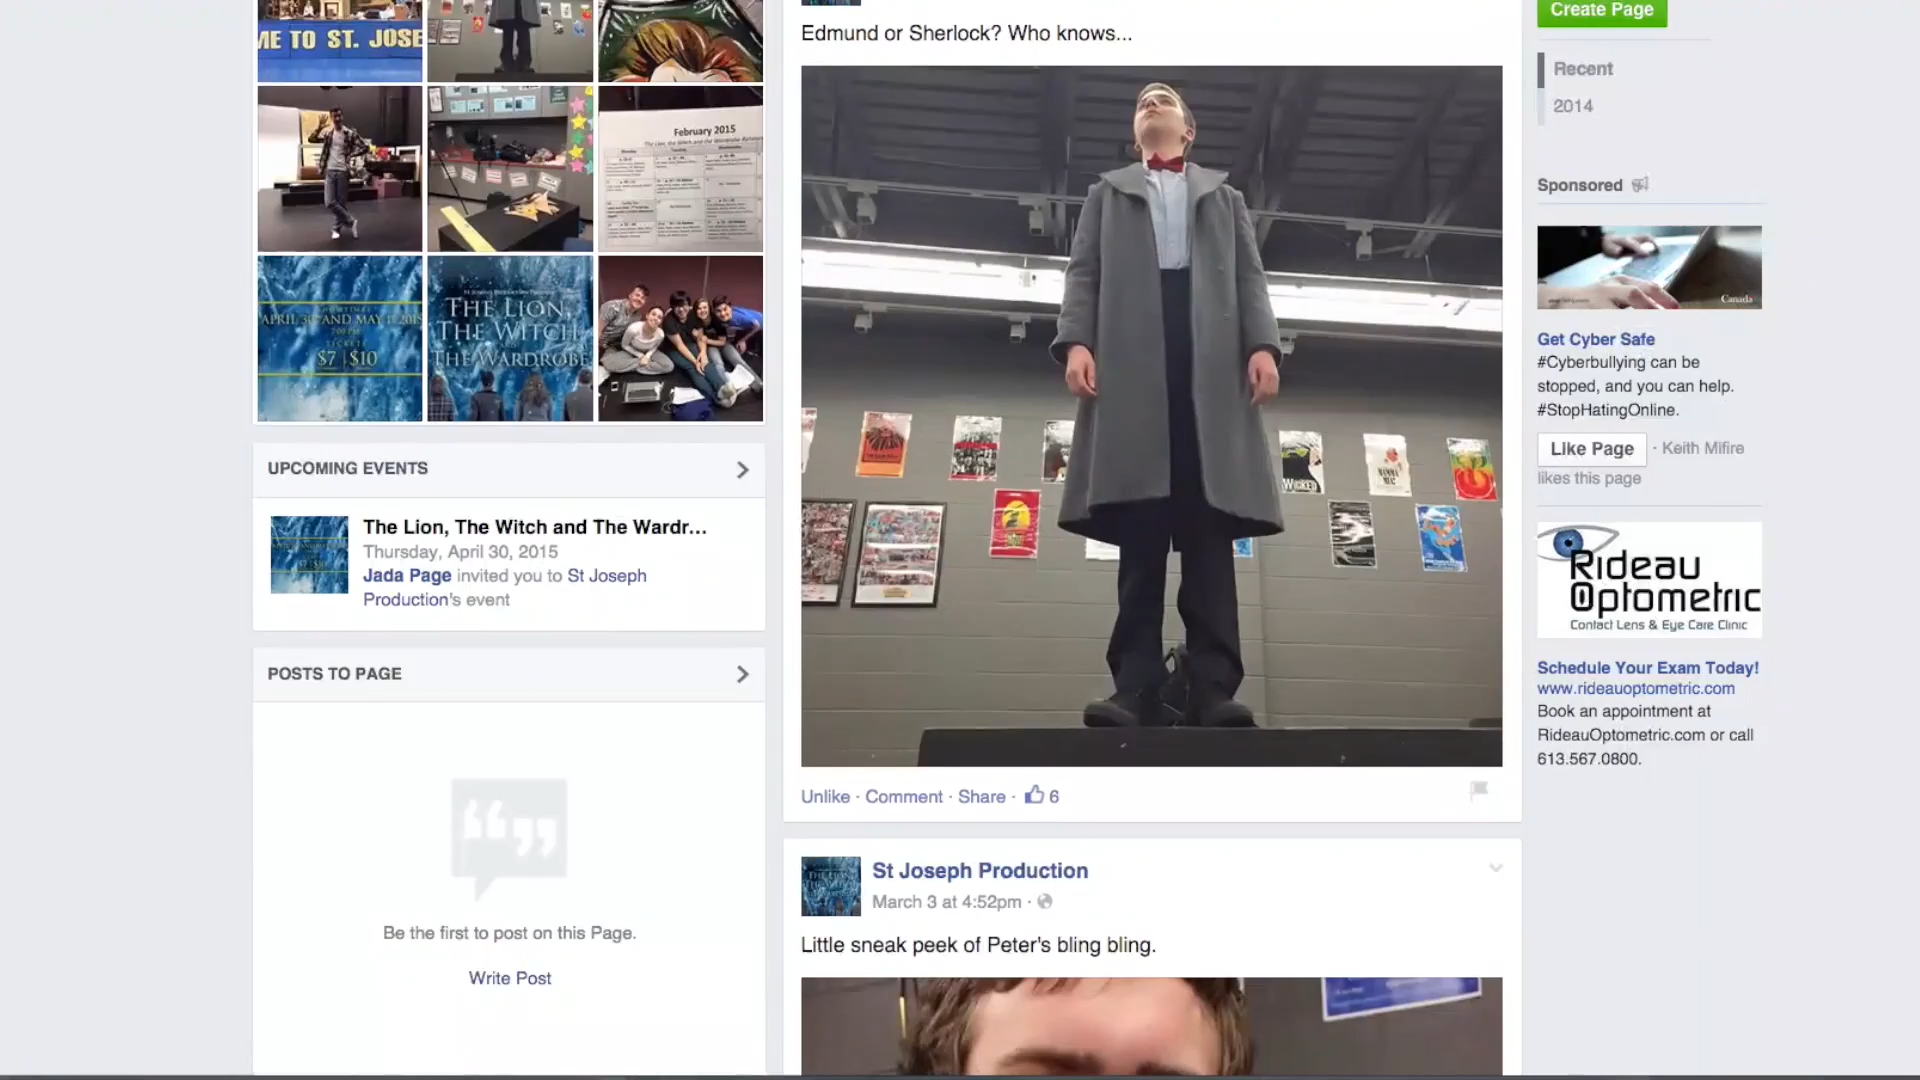 ME TO ST. JOSE
February 2015
APRIL 30 AND MAY 1 2015
TICKETS
$7 | $10
THE LION,
THE WITCH
THE WARDROBE
UPCOMING EVENTS
The Lion, The Witch and The Wardr...
Thursday, April 30, 2015
Jada Page invited you to St Joseph
Production's event
POSTS TO PAGE
Be the first to post on this Page.
Write Post
Edmund or Sherlock? Who knows...
WICKED
MAMMA
MIA!
Unlike · Comment · Share · 6
St Joseph Production
March 3 at 4:52pm ·
Little sneak peek of Peter's bling bling.
Create Page
Recent
2014
Sponsored
Canada
Get Cyber Safe
#Cyberbullying can be
stopped, and you can help.
#StopHatingOnline.
Like Page · Keith Mifire
likes this page
Rideau
Optometric
Contact Lens & Eye Care Clinic
Schedule Your Exam Today!
www.rideauoptometric.com
Book an appointment at
RideauOptometric.com or call
613.567.0800.